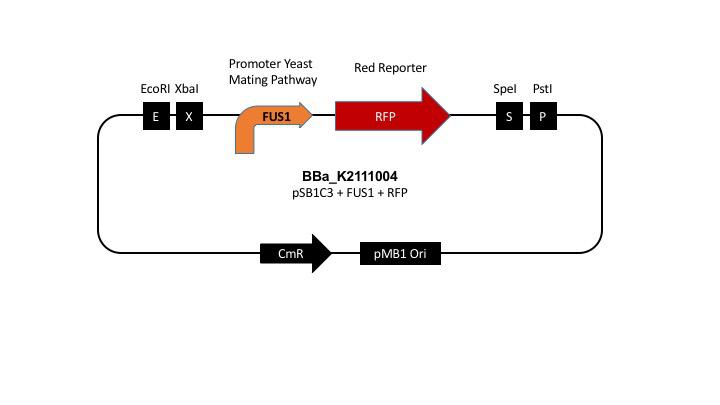 Promoter Yeast
Mating Pathway
Red Reporter
EcoRI XbaI
SpeI PstI
E X FUS1 RFP S P
BBa_K2111004
pSB1C3 + FUS1 + RFP
CmR pMB1 Ori